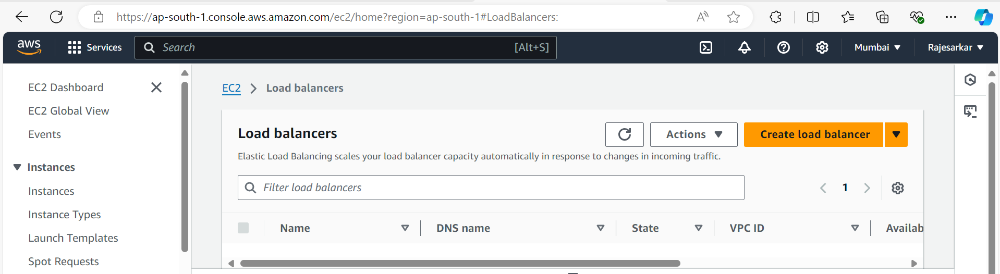 https://ap-south-1.console.aws.amazon.com/ec2/home?region=ap-south-1#LoadBalancers:
aws
Services
Search
[Alt+S]
Mumbai
Rajesarkar
EC2 Dashboard
EC2 Global View
Events
Instances
Instances
Instance Types
Launch Templates
Spot Requests
EC2
Load balancers
Load balancers
Actions
Create load balancer
Elastic Load Balancing scales your load balancer capacity automatically in response to changes in incoming traffic.
Filter load balancers
1
Name
DNS name
State
VPC ID
Availab